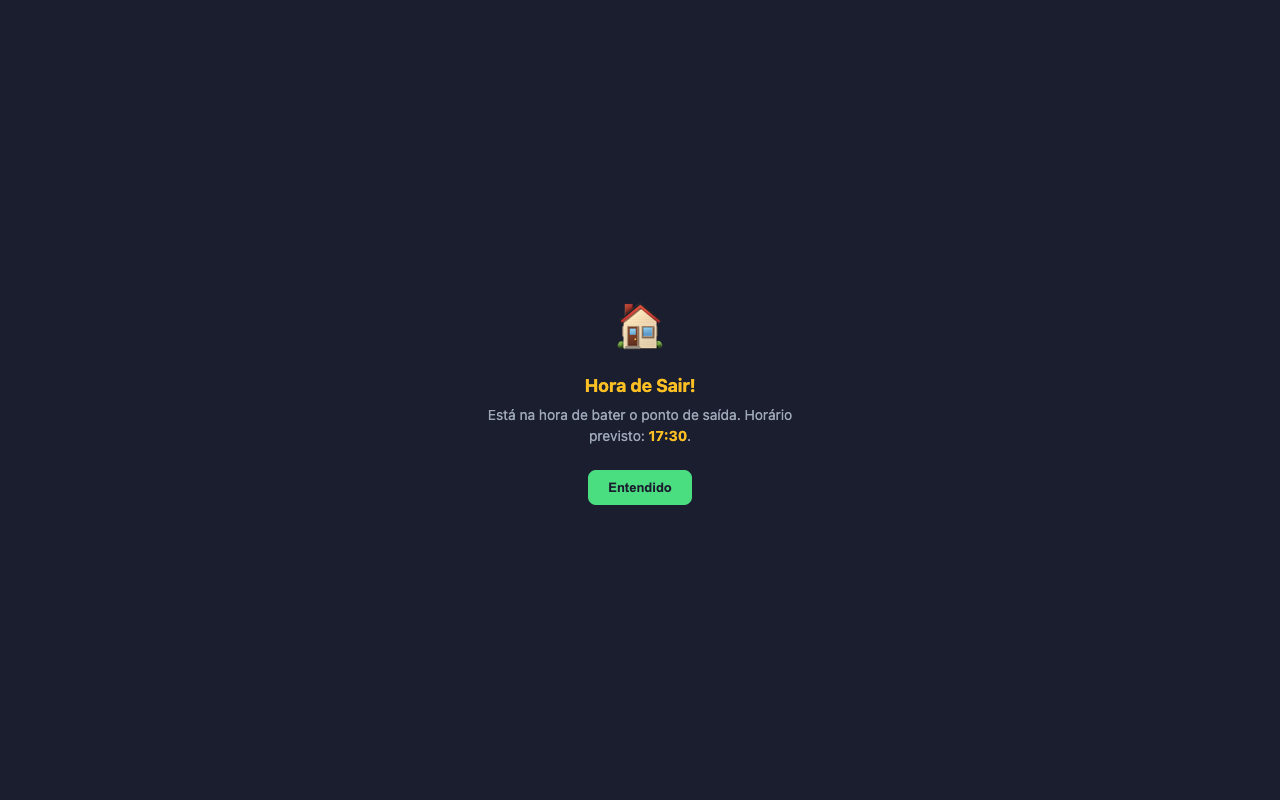 Hora de Sair!
Está na hora de bater o ponto de saída. Horário
previsto: 17:30.
Entendido